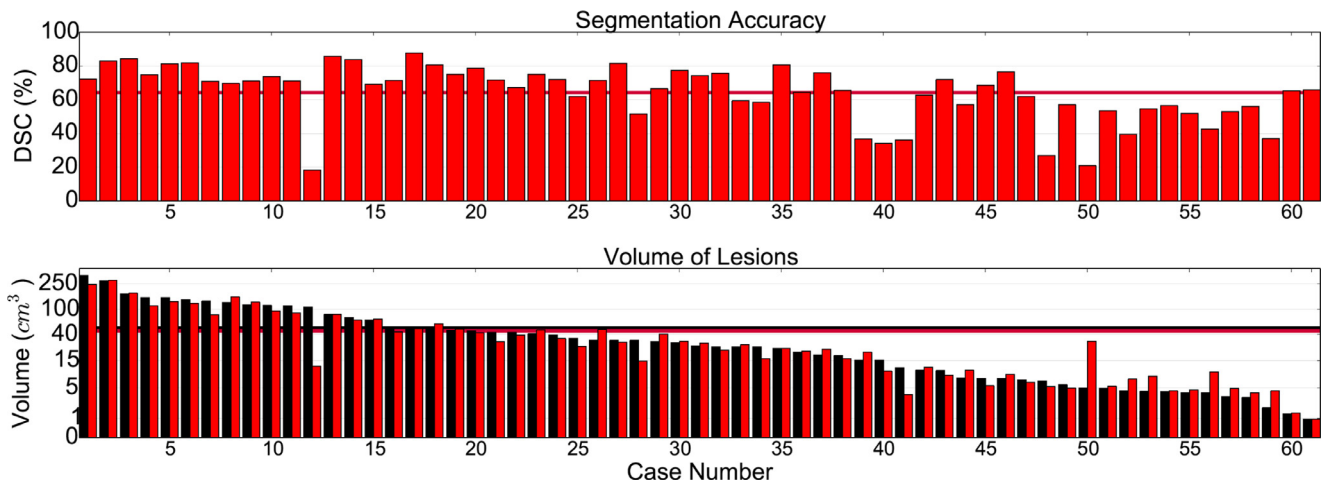 Segmentation Accuracy
DSC (%)
100
80
60
40
20
0
5 10 15 20 25 30 35 40 45 50 55 60
Volume of Lesions
Volume (cm³)
250
100
40
15
5
1
0
5 10 15 20 25 30 35 40 45 50 55 60
Case Number